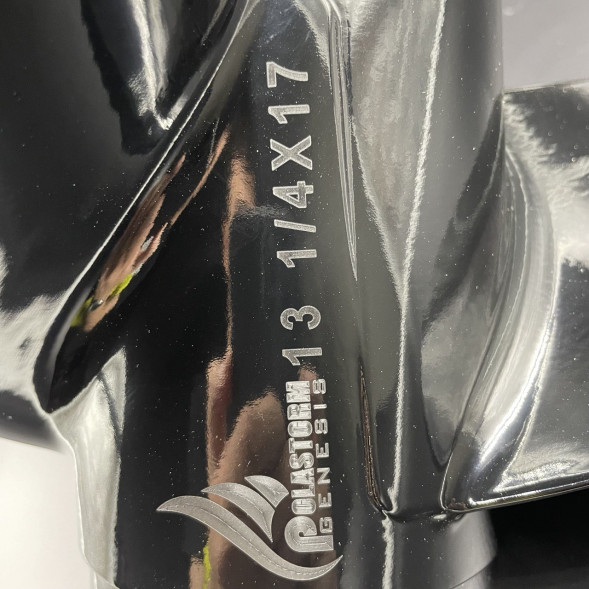 POLASTORM
GENESIS
13 1/4X17